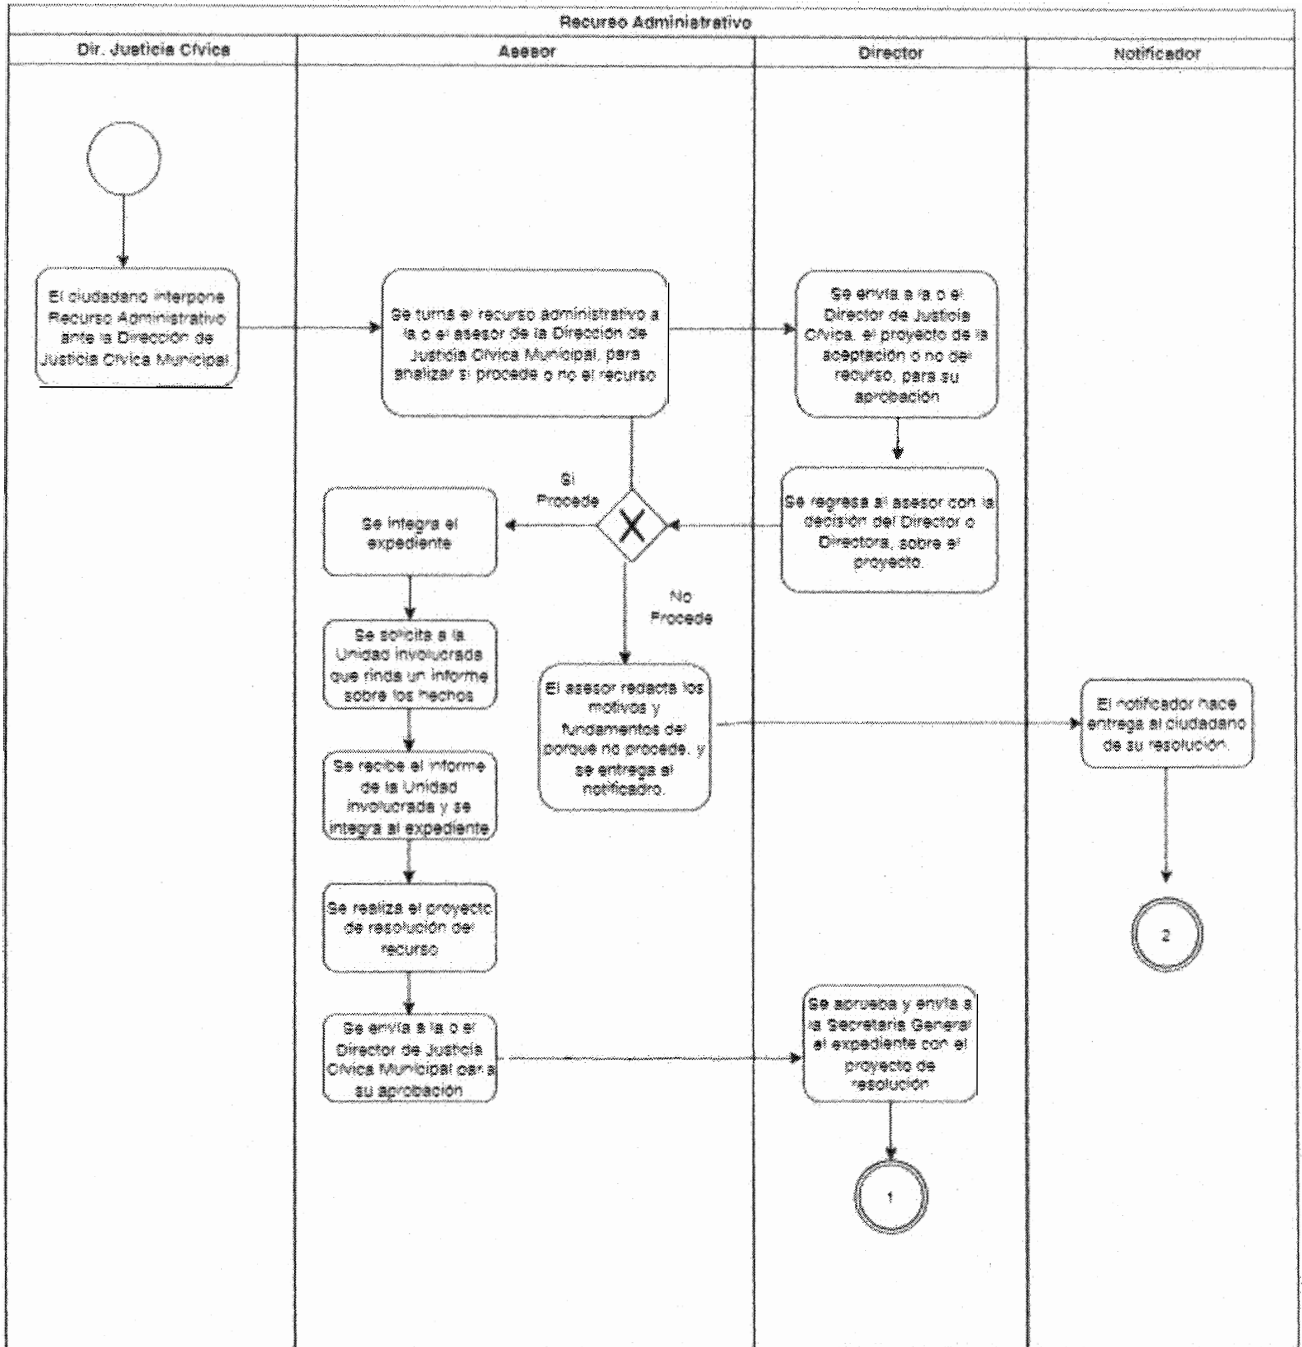 Recurso Administrativo
Dir. Justicia Cívica
Asesor
Director
Notificador
El ciudadano interpone
Recurso Administrativo
ante la Dirección de
Justicia Cívica Municipal
Se turna el recurso administrativo a
la o el asesor de la Dirección de
Justicia Cívica Municipal, para
analizar si procede o no el recurso
Se envía a la o el
Director de Justicia
Cívica, el proyecto de la
aceptación o no del
recurso, para su
aprobación
Se regresa al asesor con la
decisión del Director o
Directora, sobre el
proyecto.
Si
Procede
X
No
Procede
Se integra el
expediente
Se solicita a la
Unidad involucrada
que rinda un informe
sobre los hechos
Se recibe el informe
de la Unidad
involucrada y se
integra al expediente
Se realiza el proyecto
de resolución del
recurso
Se envía a la o el
Director de Justicia
Cívica Municipal para
su aprobación
El asesor redacta los
motivos y
fundamentos del
porque no procede, y
se entrega al
notificadro.
El notificador hace
entrega al ciudadano
de su resolución.
2
Se aprueba y envía a
la Secretaria General
el expediente con el
proyecto de
resolución
1